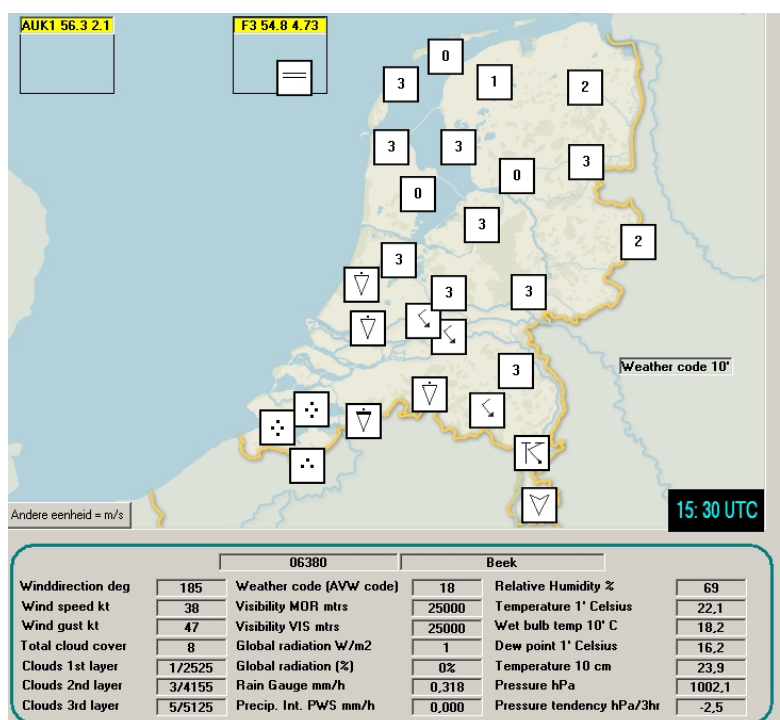 AUK1 56.3 2.1
F3 54.8 4.73
0
3
1
2
3
3
3
0
0
3
2
3
3
3
3
Weather code 10'
Andere eenheid = m/s
15: 30 UTC
06380 Beek
Winddirection deg 185 Weather code (AVW code) 18 Relative Humidity % 69
Wind speed kt 38 Visibility MOR mtrs 25000 Temperature 1' Celsius 22,1
Wind gust kt 47 Visibility VIS mtrs 25000 Wet bulb temp 10' C 18,2
Total cloud cover 8 Global radiation W/m2 1 Dew point 1' Celsius 16,2
Clouds 1st layer 1/2525 Global radiation (%) 0% Temperature 10 cm 23,9
Clouds 2nd layer 3/4155 Rain Gauge mm/h 0,318 Pressure hPa 1002,1
Clouds 3rd layer 5/5125 Precip. Int. PWS mm/h 0,000 Pressure tendency hPa/3hr -2,5